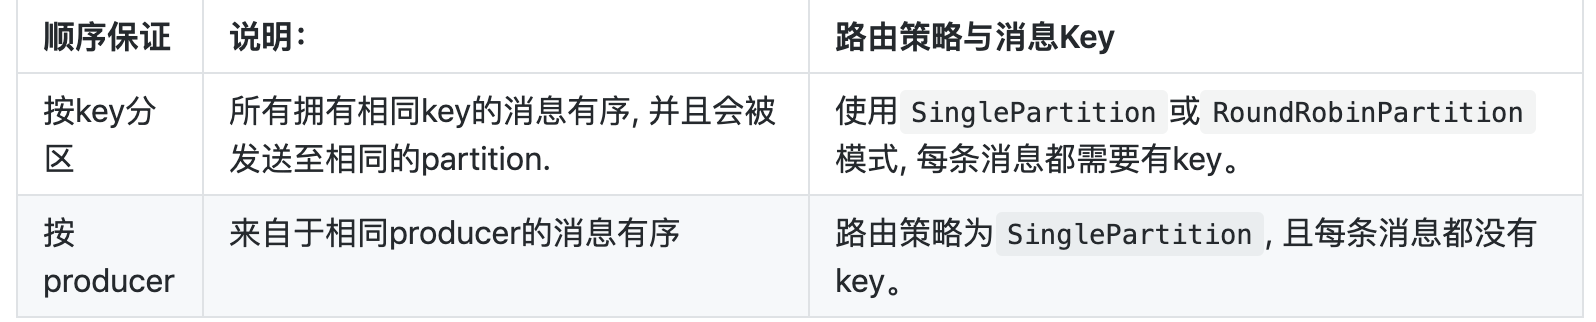 顺序保证
说明：
路由策略与消息Key
按key分
区
所有拥有相同key的消息有序, 并且会被
发送至相同的partition.
使用 SinglePartition 或 RoundRobinPartition
模式, 每条消息都需要有key。
按
producer
来自于相同producer的消息有序
路由策略为 SinglePartition , 且每条消息都没有
key。